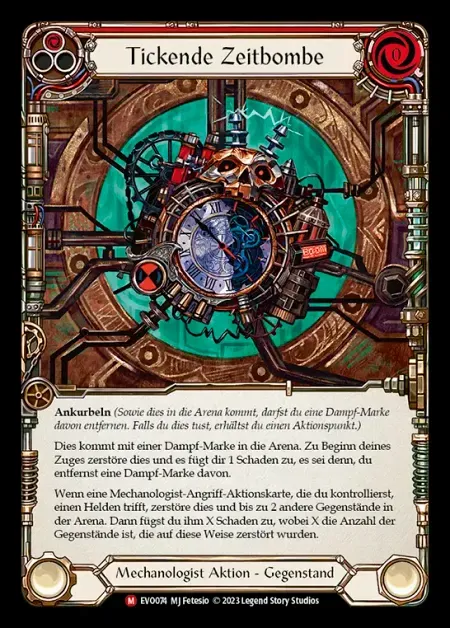 Tickende Zeitbombe
0
BOOM
Ankurbeln (Sowie dies in die Arena kommt, darfst du eine Dampf-Marke
davon entfernen. Falls du dies tust, erhältst du einen Aktionspunkt.)
Dies kommt mit einer Dampf-Marke in die Arena. Zu Beginn deines
Zuges zerstöre dies und es fügt dir 1 Schaden zu, es sei denn, du
entfernst eine Dampf-Marke davon.
Wenn eine Mechanologist-Angriff-Aktionskarte, die du kontrollierst,
einen Helden trifft, zerstöre dies und bis zu 2 andere Gegenstände in
der Arena. Dann fügst du ihn X Schaden zu, wobei X die Anzahl der
Gegenstände ist, die auf diese Weise zerstört wurden.
Mechanologist Aktion - Gegenstand
M EVO074 MJ Fetesio © 2023 Legend Story Studios